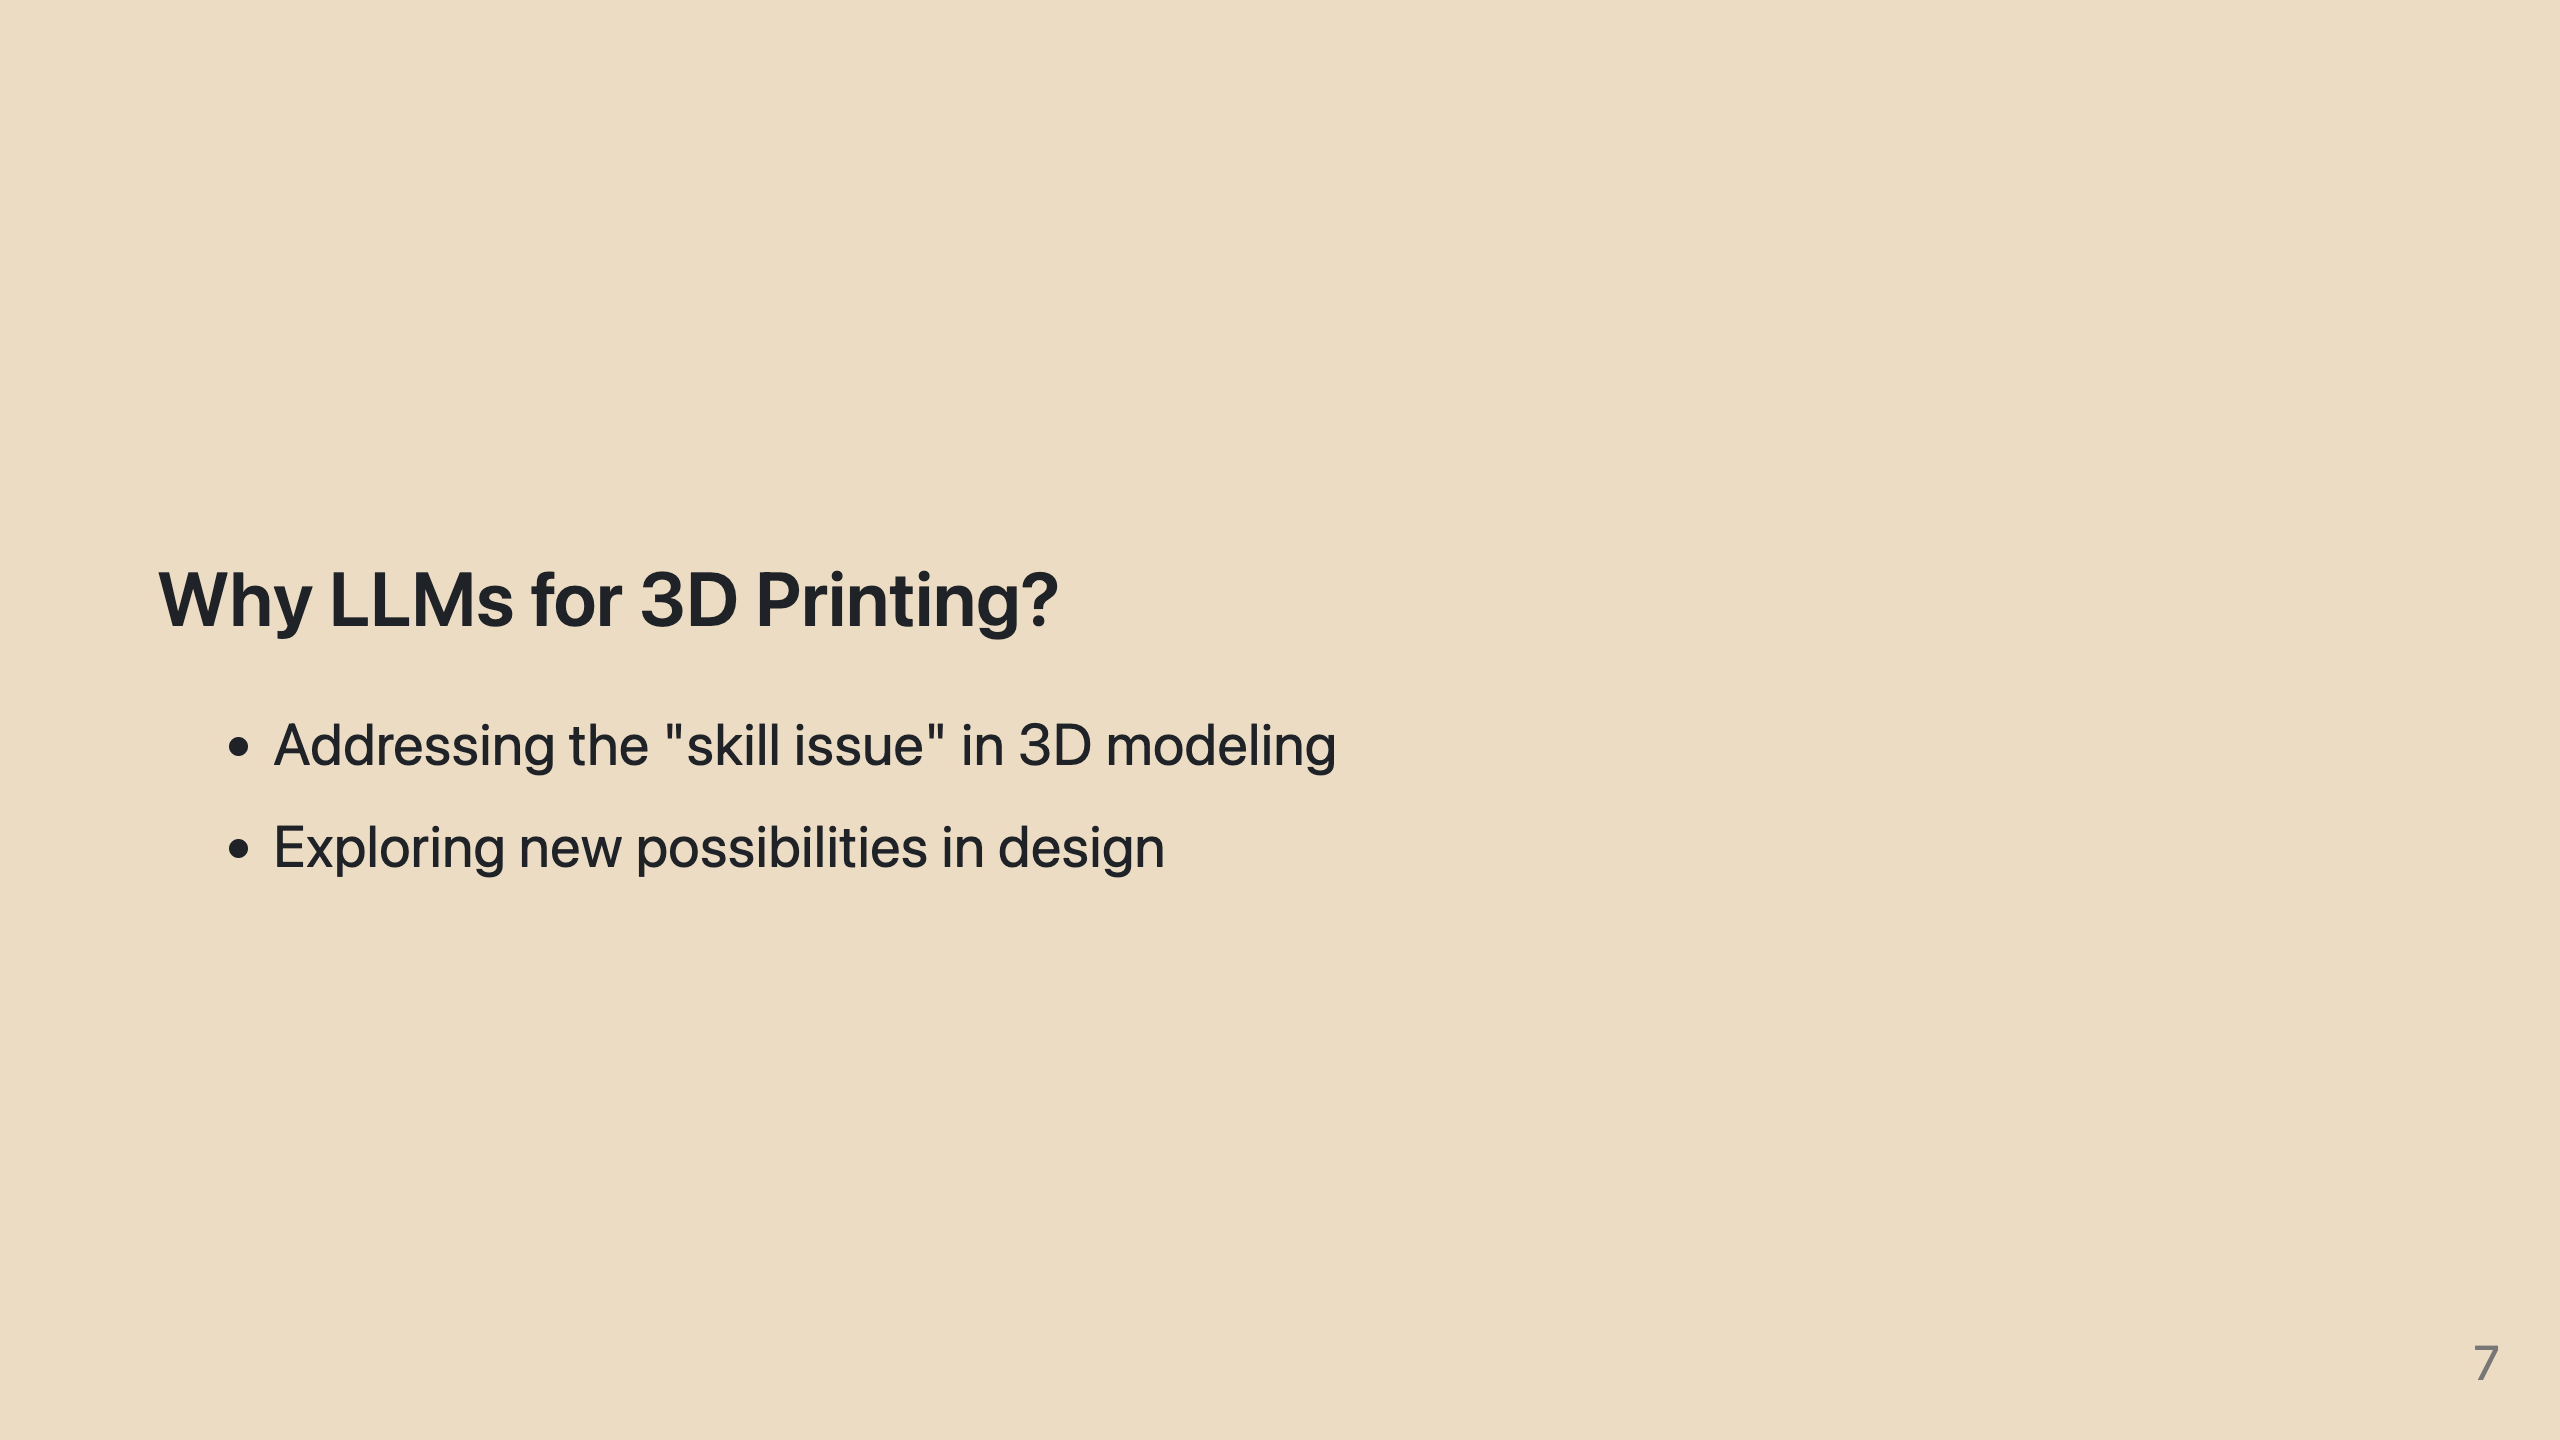 Why LLMs for 3D Printing?
• Addressing the "skill issue" in 3D modeling
• Exploring new possibilities in design
7